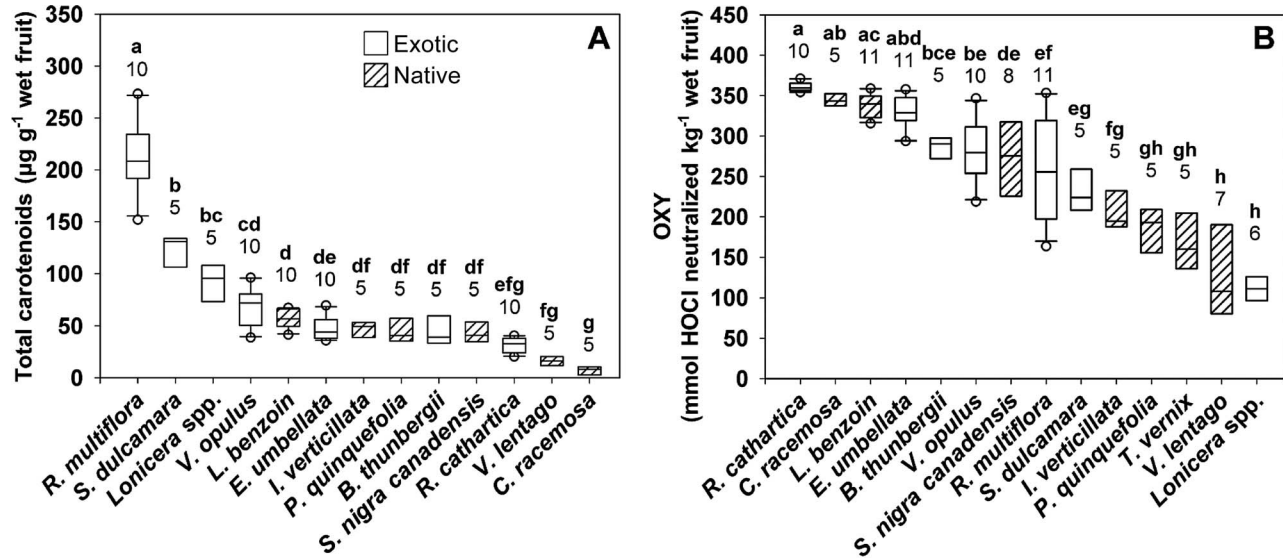 A
Total carotenoids (µg g-1 wet fruit)
350
300
250
200
150
100
50
0
Exotic
Native
a
10
b
5
bc
5
cd
10
d
10
de
10
df
5
df
5
df
5
df
5
efg
10
fg
5
g
5
R. multiflora
S. dulcamara
Lonicera spp.
V. opulus
L. benzoin
E. umbellata
I. verticillata
P. quinquefolia
B. thunbergii
S. nigra canadensis
R. cathartica
V. lentago
C. racemosa
B
OXY
(mmol HOCl neutralized kg-1 wet fruit)
450
400
350
300
250
200
150
100
50
0
a
10
ab
5
ac
11
abd
11
bce
5
be
10
de
8
ef
11
eg
5
fg
5
gh
5
gh
5
h
7
h
6
R. cathartica
C. racemosa
L. benzoin
E. umbellata
B. thunbergii
V. opulus
S. nigra canadensis
R. multiflora
S. dulcamara
I. verticillata
P. quinquefolia
T. vernix
V. lentago
Lonicera spp.